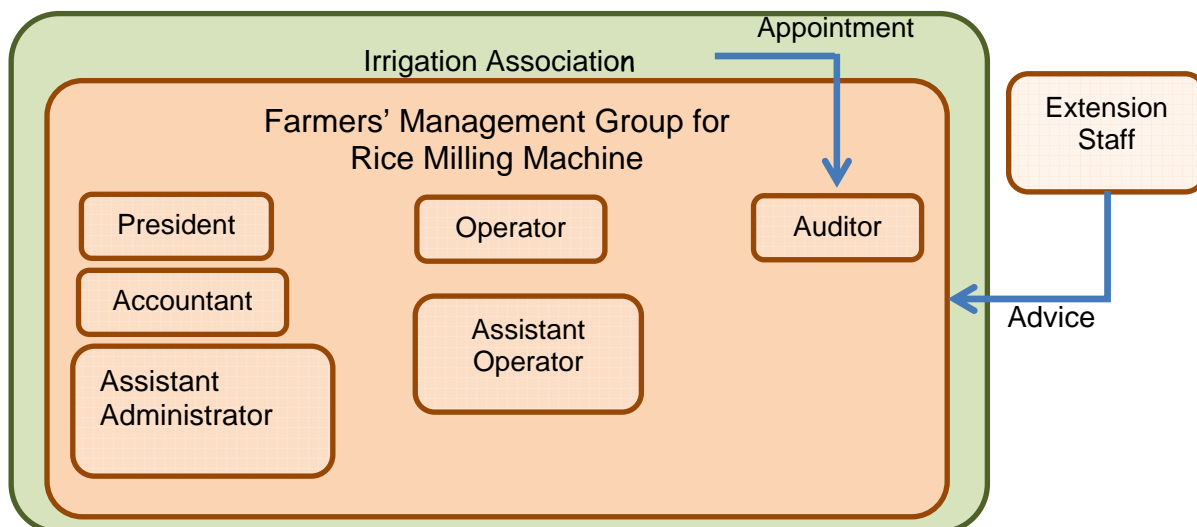 Appointment
Irrigation Association
Farmers’ Management Group for
Rice Milling Machine
President
Operator
Auditor
Accountant
Assistant
Operator
Assistant
Administrator
Extension
Staff
Advice